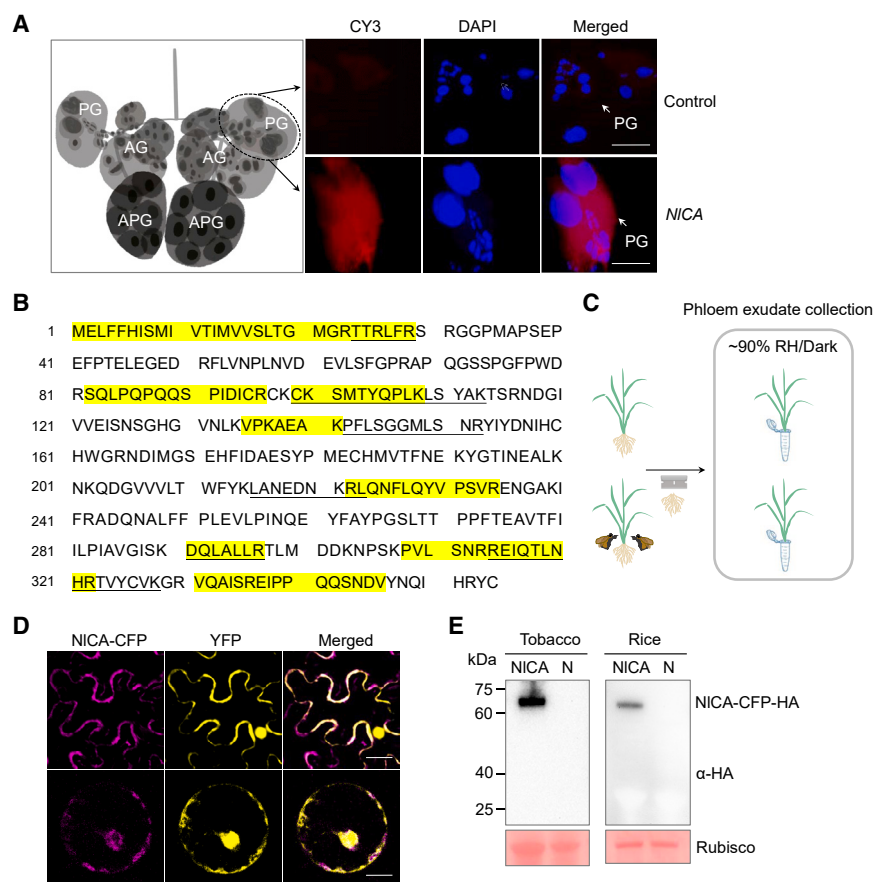 A
CY3 DAPI Merged
PG PG
AG AG
APG APG
PG
Control
PG
NlCA
B
1 MELFFHISMI VTIMVVSLTG MGRTTRLFRS RGGPMAPSEP
41 EFPTELEGED RFLVNPLNVD EVLSFGPRAP QGSSPGFPWD
81 RSQLPQPQQS PIDICRCKCK SMTYQPLKLS YAKTSRNDGI
121 VVEISNSGHG VNLKVPKAEA KPFLSGGMLS NRYIYDNIHC
161 HWGRNDIMGS EHFIDAESYP MECHMVTFNE KYGTINEALK
201 NKQDGVVVLT WFYKLANEDN KRLQNFLQYV PSVRENGAKI
241 FRADQNALFF PLEVLPINQE YFAYPGSLTT PPFTEAVTFI
281 ILPIAVGISK DQLALLRTLM DDKNPSKPVL SNRREIQTLN
321 HRTVYCVKGR VQAISREIPP QQSNDVYNQI HRYC
C
Phloem exudate collection
~90% RH/Dark
D
NlCA-CFP YFP Merged
E
Tobacco Rice
kDa NlCA N NlCA N
75
60
40
25
NlCA-CFP-HA
α-HA
Rubisco